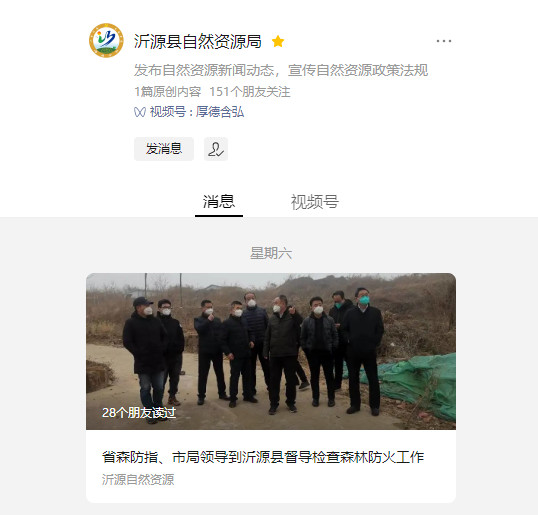 沂源县自然资源局
发布自然资源新闻动态，宣传自然资源政策法规
1篇原创内容 151个朋友关注
视频号：厚德含弘
发消息
消息 视频号
星期六
28个朋友读过
省森防指、市局领导到沂源县督导检查森林防火工作
沂源自然资源